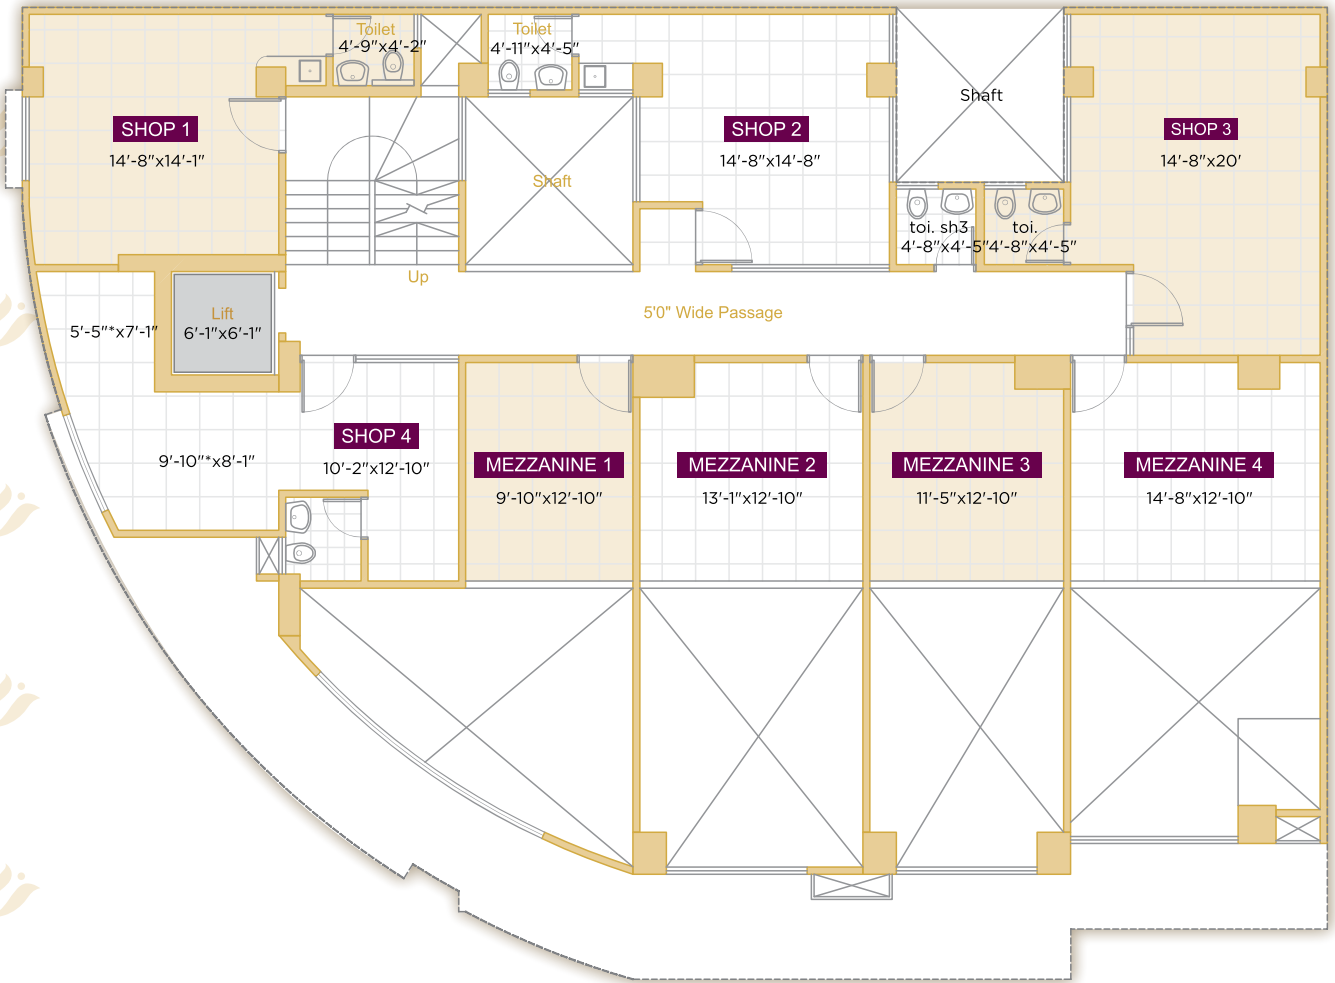 Toilet
4'-9"x4'-2"
Toilet
4'-11"x4'-5"
Shaft
SHOP 1
14'-8"x14'-1"
SHOP 2
14'-8"x14'-8"
SHOP 3
14'-8"x20'
Shaft
toi. sh3
4'-8"x4'-5"
toi.
4'-8"x4'-5"
Up
Lift
6'-1"x6'-1"
5'0" Wide Passage
5'-5"*x7'-1"
9'-10"*x8'-1"
SHOP 4
10'-2"x12'-10"
MEZZANINE 1
9'-10"x12'-10"
MEZZANINE 2
13'-1"x12'-10"
MEZZANINE 3
11'-5"x12'-10"
MEZZANINE 4
14'-8"x12'-10"